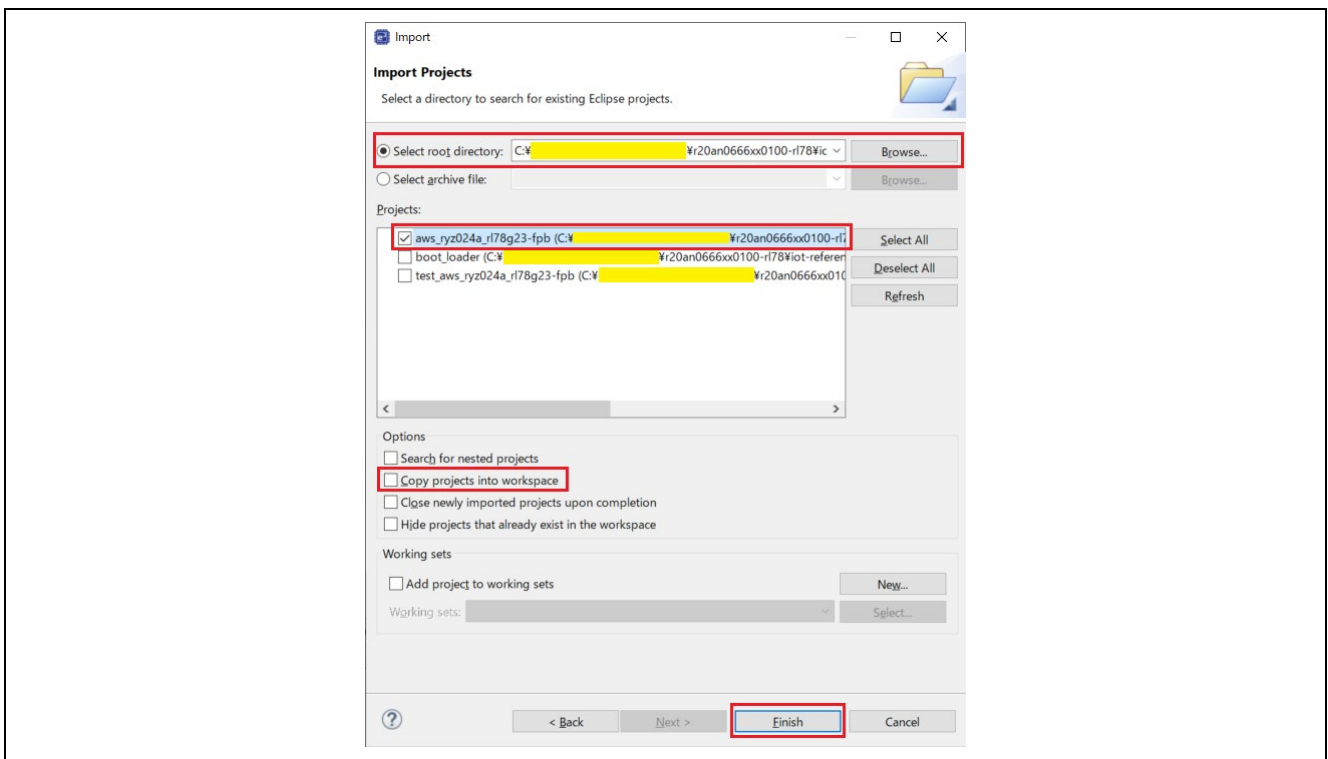 Import
Import Projects
Select a directory to search for existing Eclipse projects.
Select root directory: C:¥ ¥r20an0666xx0100-rl78¥ic Browse...
Select archive file: Browse...
Projects:
aws_ryz024a_rl78g23-fpb (C:¥ ¥r20an0666xx0100-rl7 Select All
boot_loader (C:¥ ¥r20an0666xx0100-rl78¥iot-referen
Deselect All
test_aws_ryz024a_rl78g23-fpb (C:¥ ¥r20an0666xx010
Refresh
Options
Search for nested projects
Copy projects into workspace
Close newly imported projects upon completion
Hide projects that already exist in the workspace
Working sets
Add project to working sets New...
Working sets: Select...
? < Back Next > Finish Cancel